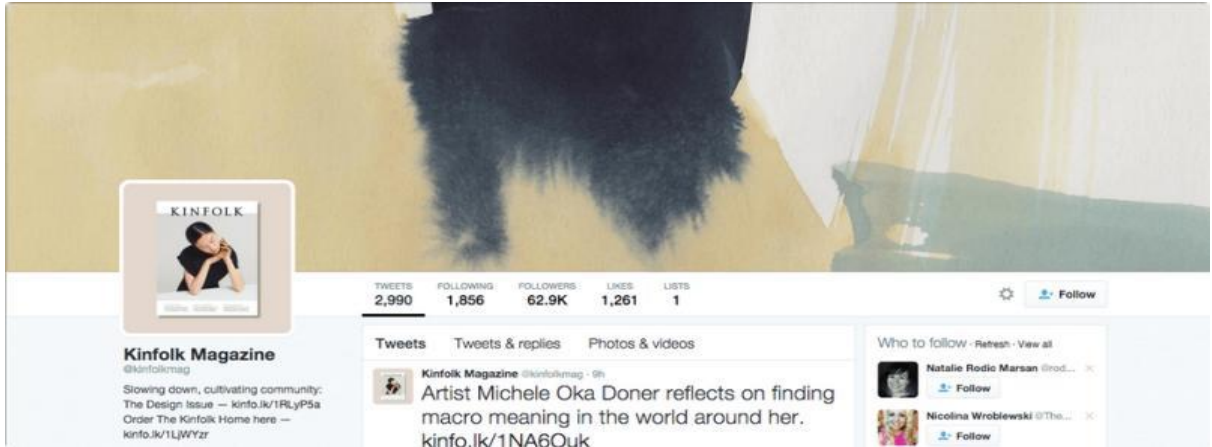 KINFOLK
TWEETS FOLLOWING FOLLOWERS LIKES LISTS
2,990 1,856 62.9K 1,261 1
Follow
Kinfolk Magazine
@kinfolkmag
Slowing down, cultivating community:
The Design Issue — kinfo.lk/1RLyP5a
Order The Kinfolk Home here —
kinfo.lk/1LjWYzr
Tweets Tweets & replies Photos & videos
Kinfolk Magazine @kinfolkmag · 9h
Artist Michele Oka Doner reflects on finding
macro meaning in the world around her.
kinfo.lk/1NA6Quk
Who to follow · Refresh · View all
Natalie Rodic Marsan @rod...
Follow
Nicolina Wroblewski @The...
Follow